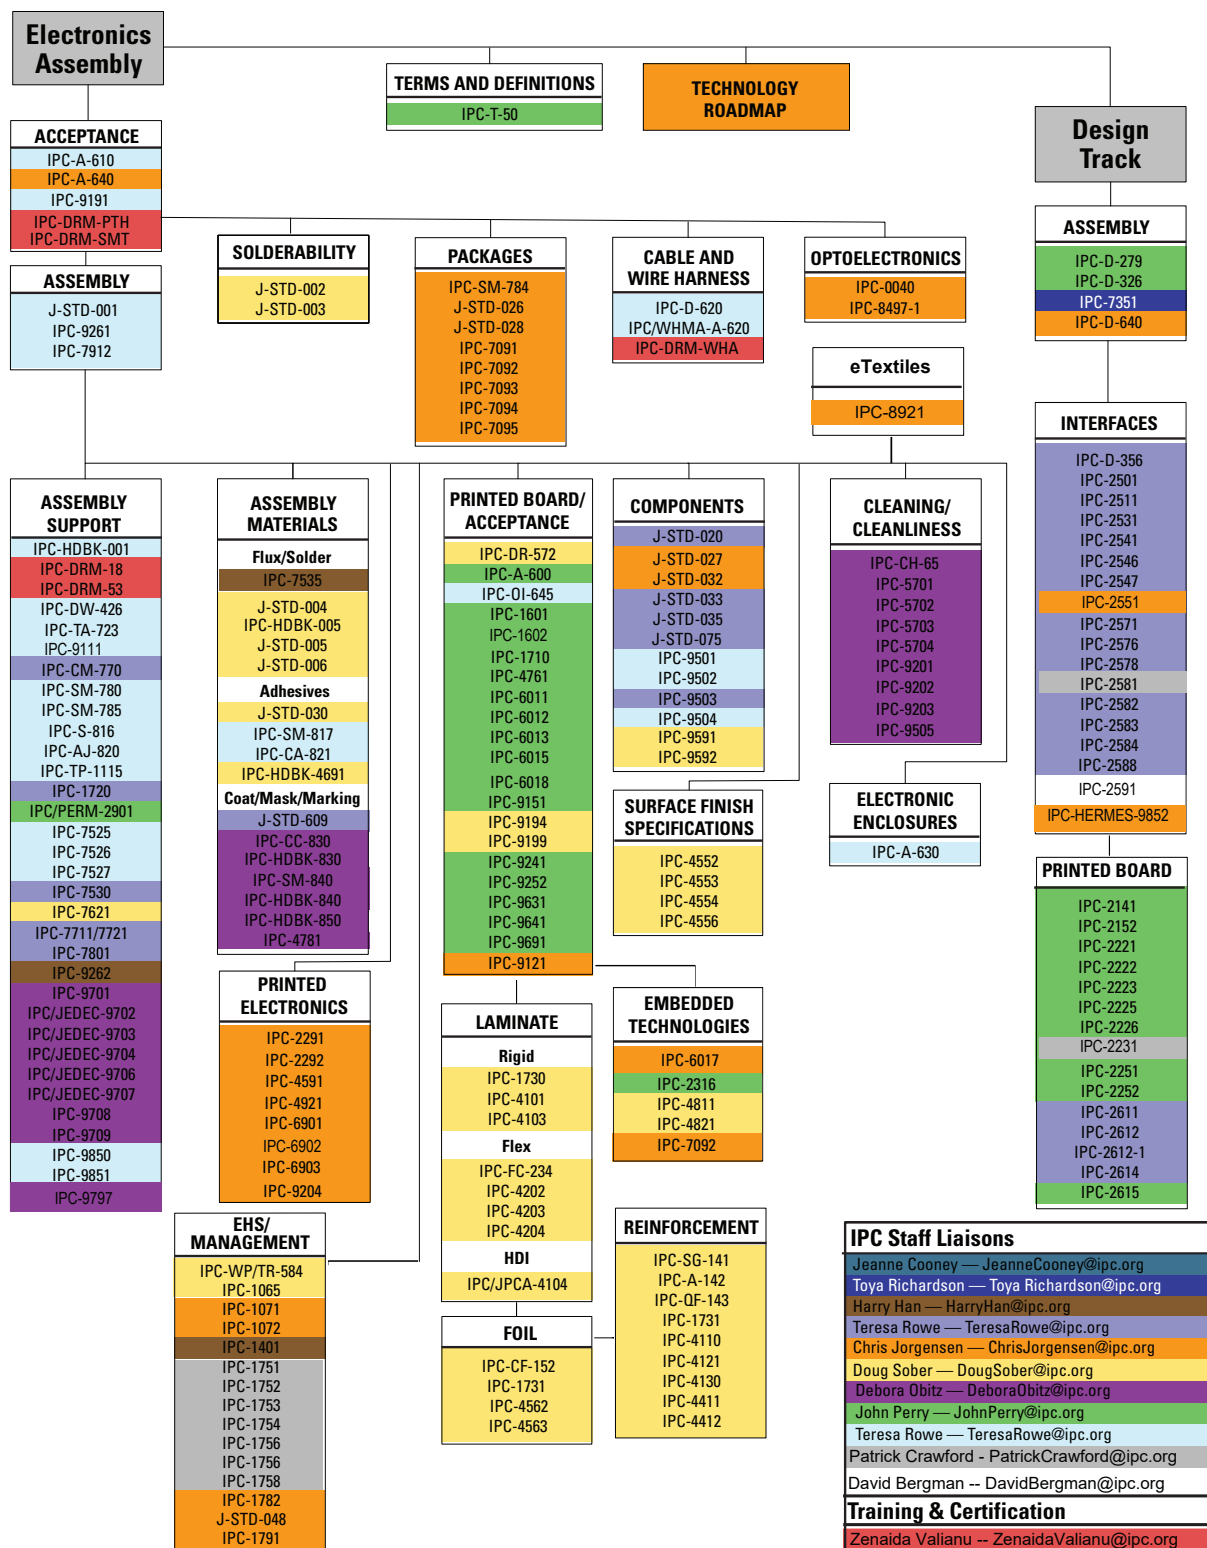 Electronics
Assembly
TERMS AND DEFINITIONS
IPC-T-50
TECHNOLOGY
ROADMAP
Design
Track
ACCEPTANCE
IPC-A-610
IPC-A-640
IPC-9191
IPC-DRM-PTH
IPC-DRM-SMT
ASSEMBLY
J-STD-001
IPC-9261
IPC-7912
SOLDERABILITY
J-STD-002
J-STD-003
PACKAGES
IPC-SM-784
J-STD-026
J-STD-028
IPC-7091
IPC-7092
IPC-7093
IPC-7094
IPC-7095
CABLE AND
WIRE HARNESS
IPC-D-620
IPC/WHMA-A-620
IPC-DRM-WHA
OPTOELECTRONICS
IPC-0040
IPC-8497-1
eTextiles
IPC-8921
ASSEMBLY
IPC-D-279
IPC-D-326
IPC-7351
IPC-D-640
INTERFACES
IPC-D-356
IPC-2501
IPC-2511
IPC-2531
IPC-2541
IPC-2546
IPC-2547
IPC-2551
IPC-2571
IPC-2576
IPC-2578
IPC-2581
IPC-2582
IPC-2583
IPC-2584
IPC-2588
IPC-2591
IPC-HERMES-9852
ASSEMBLY
SUPPORT
IPC-HDBK-001
IPC-DRM-18
IPC-DRM-53
IPC-DW-426
IPC-TA-723
IPC-9111
IPC-CM-770
IPC-SM-780
IPC-SM-785
IPC-S-816
IPC-AJ-820
IPC-TP-1115
IPC-1720
IPC/PERM-2901
IPC-7525
IPC-7526
IPC-7527
IPC-7530
IPC-7621
IPC-7711/7721
IPC-7801
IPC-9262
IPC-9701
IPC/JEDEC-9702
IPC/JEDEC-9703
IPC/JEDEC-9704
IPC/JEDEC-9706
IPC/JEDEC-9707
IPC-9708
IPC-9709
IPC-9850
IPC-9851
IPC-9797
ASSEMBLY
MATERIALS
Flux/Solder
IPC-7535
J-STD-004
IPC-HDBK-005
J-STD-005
J-STD-006
Adhesives
J-STD-030
IPC-SM-817
IPC-CA-821
IPC-HDBK-4691
Coat/Mask/Marking
J-STD-609
IPC-CC-830
IPC-HDBK-830
IPC-SM-840
IPC-HDBK-840
IPC-HDBK-850
IPC-4781
PRINTED
ELECTRONICS
IPC-2291
IPC-2292
IPC-4591
IPC-4921
IPC-6901
IPC-6902
IPC-6903
IPC-9204
PRINTED BOARD/
ACCEPTANCE
IPC-DR-572
IPC-A-600
IPC-OI-645
IPC-1601
IPC-1602
IPC-1710
IPC-4761
IPC-6011
IPC-6012
IPC-6013
IPC-6015
IPC-6018
IPC-9151
IPC-9194
IPC-9199
IPC-9241
IPC-9252
IPC-9631
IPC-9641
IPC-9691
IPC-9121
COMPONENTS
J-STD-020
J-STD-027
J-STD-032
J-STD-033
J-STD-035
J-STD-075
IPC-9501
IPC-9502
IPC-9503
IPC-9504
IPC-9591
IPC-9592
SURFACE FINISH
SPECIFICATIONS
IPC-4552
IPC-4553
IPC-4554
IPC-4556
CLEANING/
CLEANLINESS
IPC-CH-65
IPC-5701
IPC-5702
IPC-5703
IPC-5704
IPC-9201
IPC-9202
IPC-9203
IPC-9505
ELECTRONIC
ENCLOSURES
IPC-A-630
PRINTED BOARD
IPC-2141
IPC-2152
IPC-2221
IPC-2222
IPC-2223
IPC-2225
IPC-2226
IPC-2231
IPC-2251
IPC-2252
IPC-2611
IPC-2612
IPC-2612-1
IPC-2614
IPC-2615
LAMINATE
Rigid
IPC-1730
IPC-4101
IPC-4103
Flex
IPC-FC-234
IPC-4202
IPC-4203
IPC-4204
HDI
IPC/JPCA-4104
EMBEDDED
TECHNOLOGIES
IPC-6017
IPC-2316
IPC-4811
IPC-4821
IPC-7092
EHS/
MANAGEMENT
IPC-WP/TR-584
IPC-1065
IPC-1071
IPC-1072
IPC-1401
IPC-1751
IPC-1752
IPC-1753
IPC-1754
IPC-1756
IPC-1756
IPC-1758
IPC-1782
J-STD-048
IPC-1791
FOIL
IPC-CF-152
IPC-1731
IPC-4562
IPC-4563
REINFORCEMENT
IPC-SG-141
IPC-A-142
IPC-QF-143
IPC-1731
IPC-4110
IPC-4121
IPC-4130
IPC-4411
IPC-4412
IPC Staff Liaisons
Jeanne Cooney — JeanneCooney@ipc.org
Toya Richardson — Toya Richardson@ipc.org
Harry Han — HarryHan@ipc.org
Teresa Rowe — TeresaRowe@ipc.org
Chris Jorgensen — ChrisJorgensen@ipc.org
Doug Sober — DougSober@ipc.org
Debora Obitz — DeboraObitz@ipc.org
John Perry — JohnPerry@ipc.org
Teresa Rowe — TeresaRowe@ipc.org
Patrick Crawford - PatrickCrawford@ipc.org
David Bergman -- DavidBergman@ipc.org
Training & Certification
Zenaida Valianu -- ZenaidaValianu@ipc.org